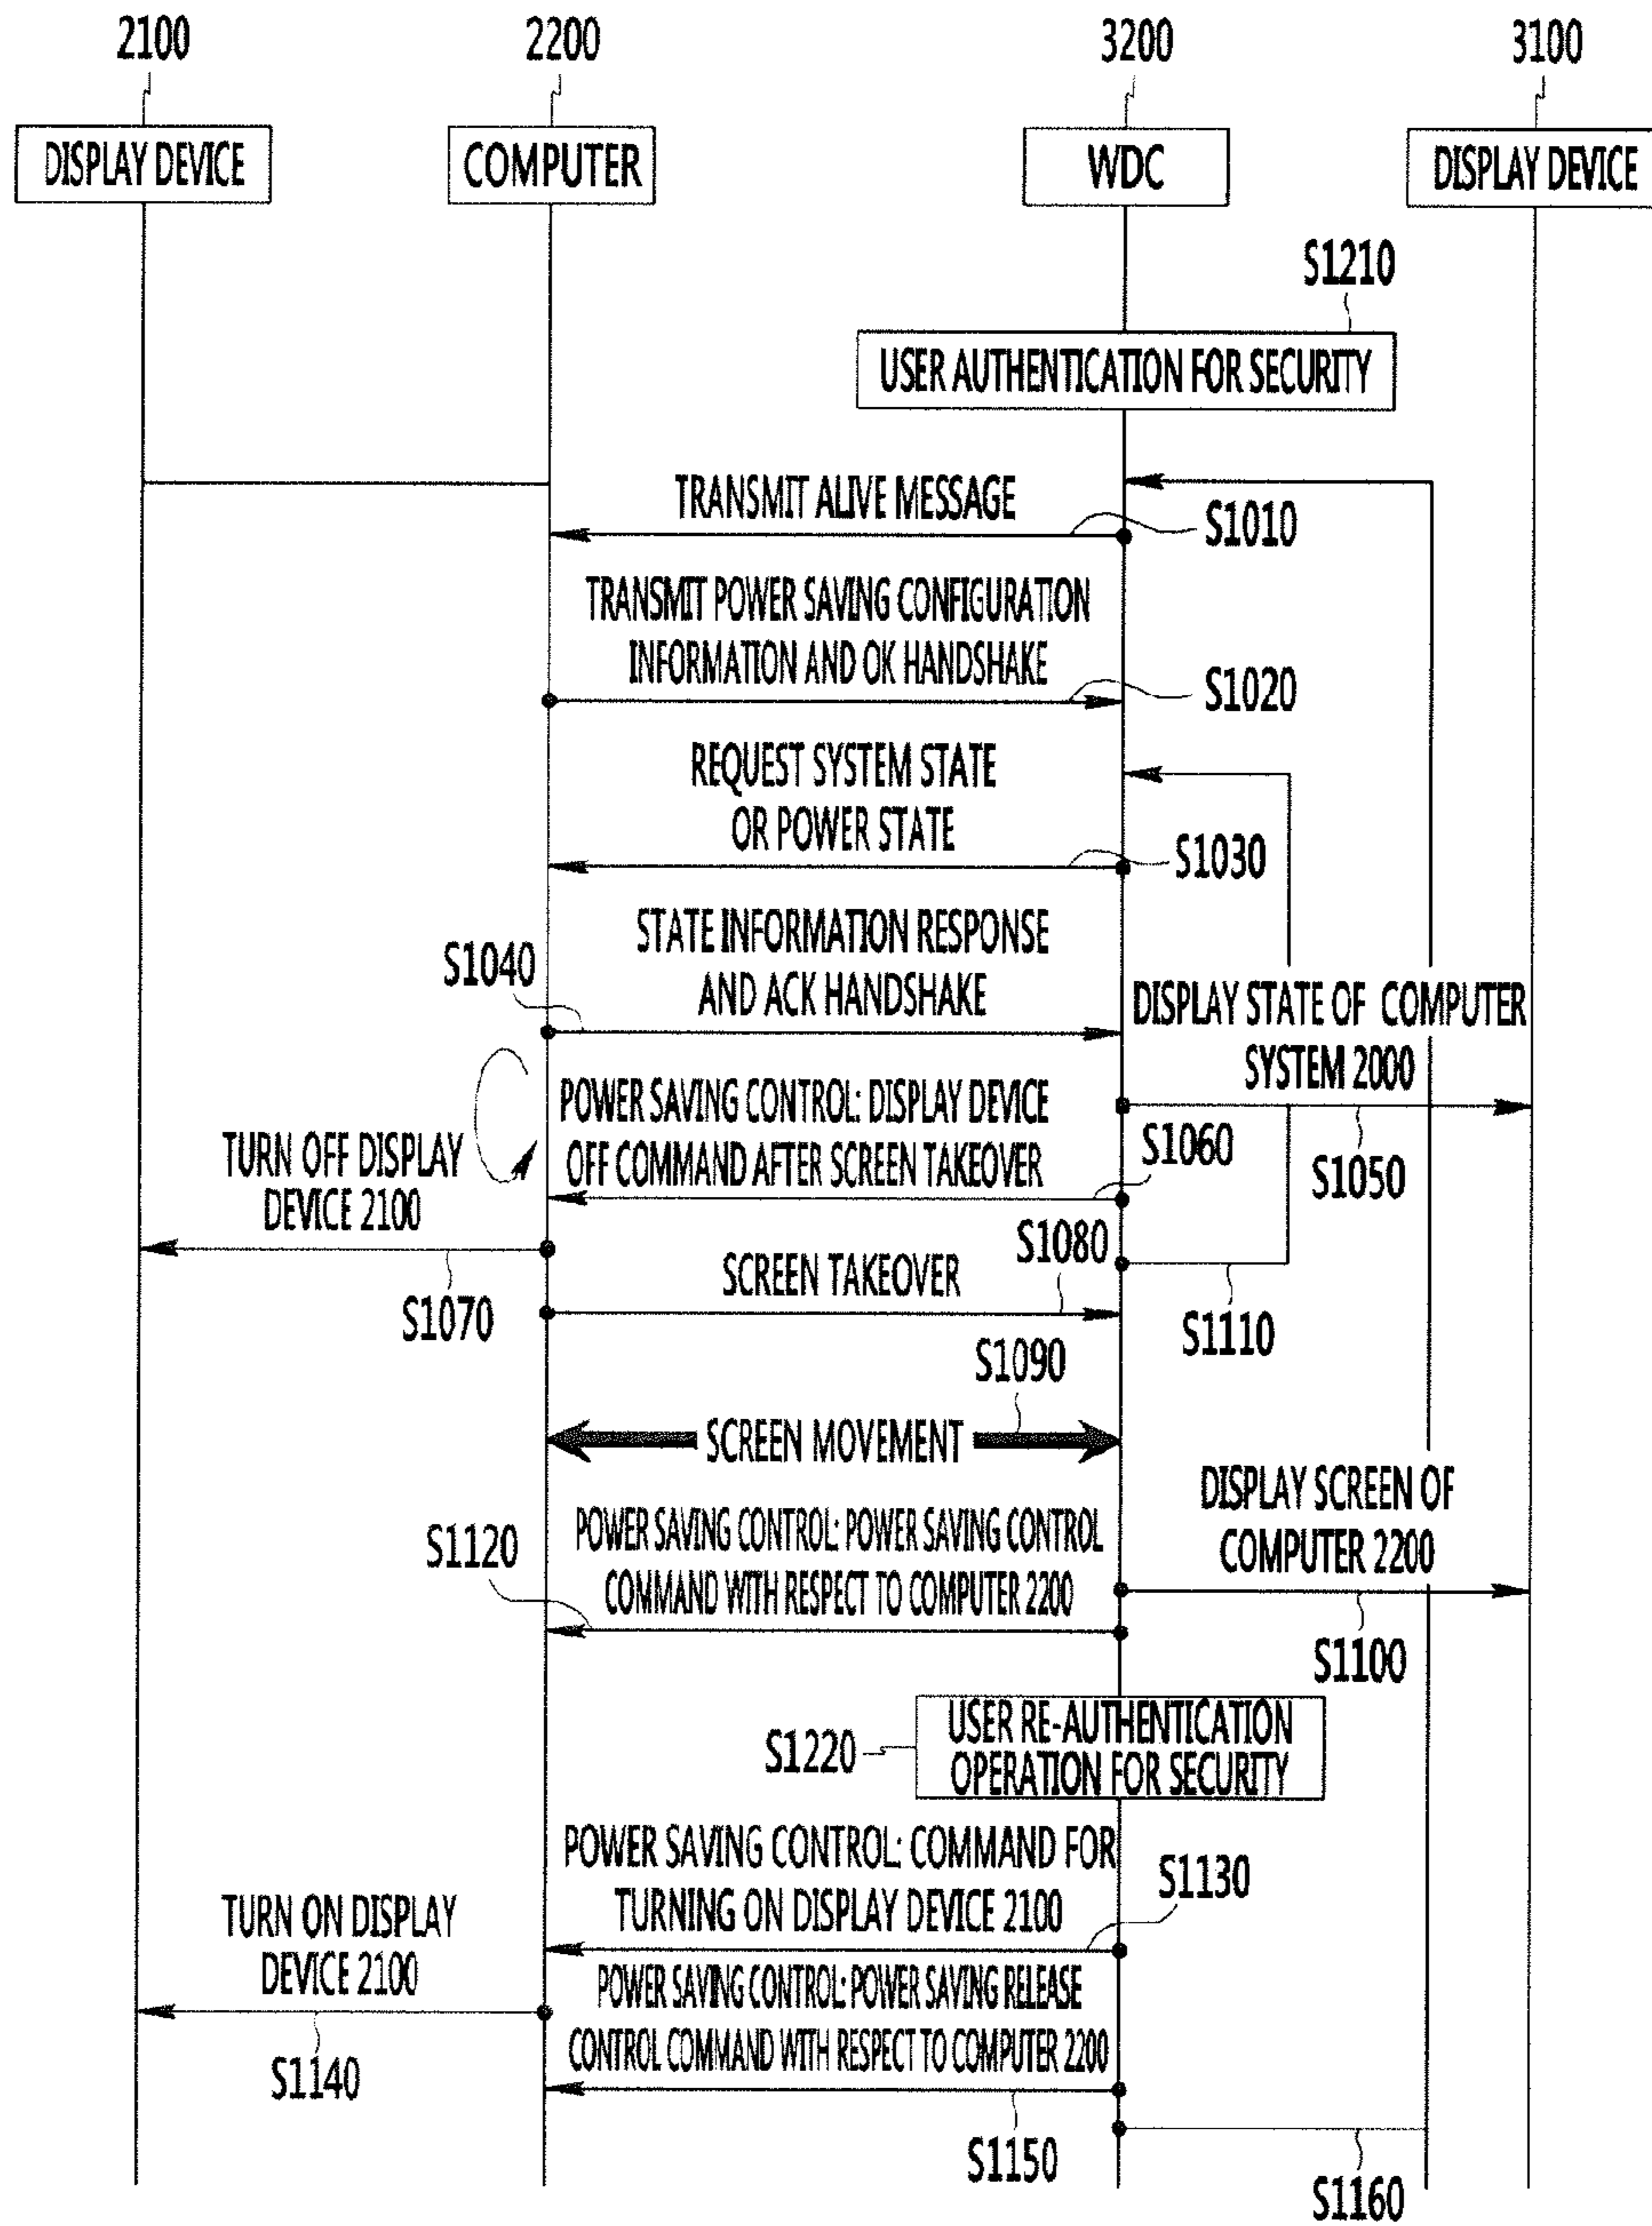 2100
2200
3200
3100
DISPLAY DEVICE
COMPUTER
WDC
DISPLAY DEVICE
S1210
USER AUTHENTICATION FOR SECURITY
TRANSMIT ALIVE MESSAGE
S1010
TRANSMIT POWER SAVING CONFIGURATION
INFORMATION AND OK HANDSHAKE
S1020
REQUEST SYSTEM STATE
OR POWER STATE
S1030
STATE INFORMATION RESPONSE
AND ACK HANDSHAKE
S1040
DISPLAY STATE OF COMPUTER
SYSTEM 2000
S1050
POWER SAVING CONTROL: DISPLAY DEVICE
OFF COMMAND AFTER SCREEN TAKEOVER
S1060
TURN OFF DISPLAY
DEVICE 2100
S1070
SCREEN TAKEOVER
S1080
S1110
S1090
SCREEN MOVEMENT
DISPLAY SCREEN OF
COMPUTER 2200
S1100
S1120
POWER SAVING CONTROL: POWER SAVING CONTROL
COMMAND WITH RESPECT TO COMPUTER 2200
S1220
USER RE-AUTHENTICATION
OPERATION FOR SECURITY
POWER SAVING CONTROL: COMMAND FOR
TURNING ON DISPLAY DEVICE 2100
S1130
TURN ON DISPLAY
DEVICE 2100
S1140
POWER SAVING CONTROL: POWER SAVING RELEASE
CONTROL COMMAND WITH RESPECT TO COMPUTER 2200
S1150
S1160